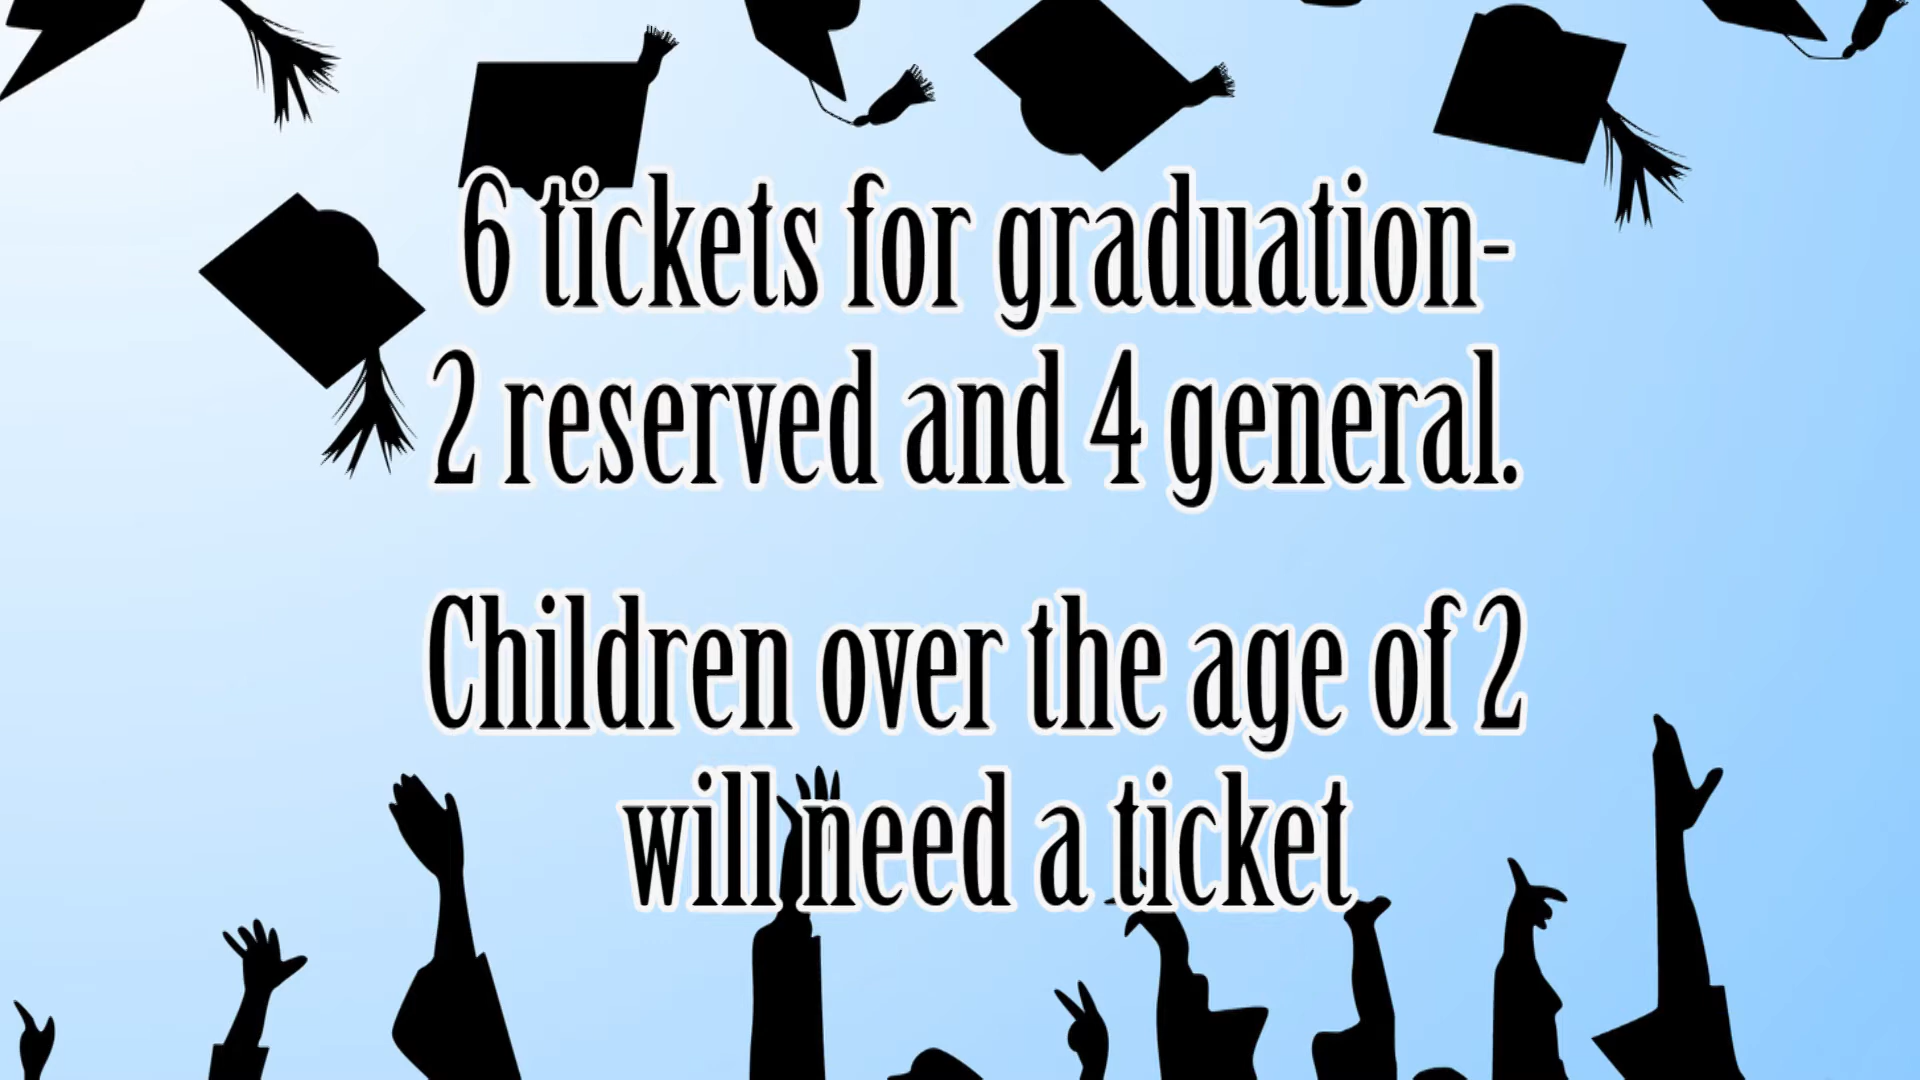 6 tickets for graduation-
2 reserved and 4 general.
Children over the age of 2
will need a ticket